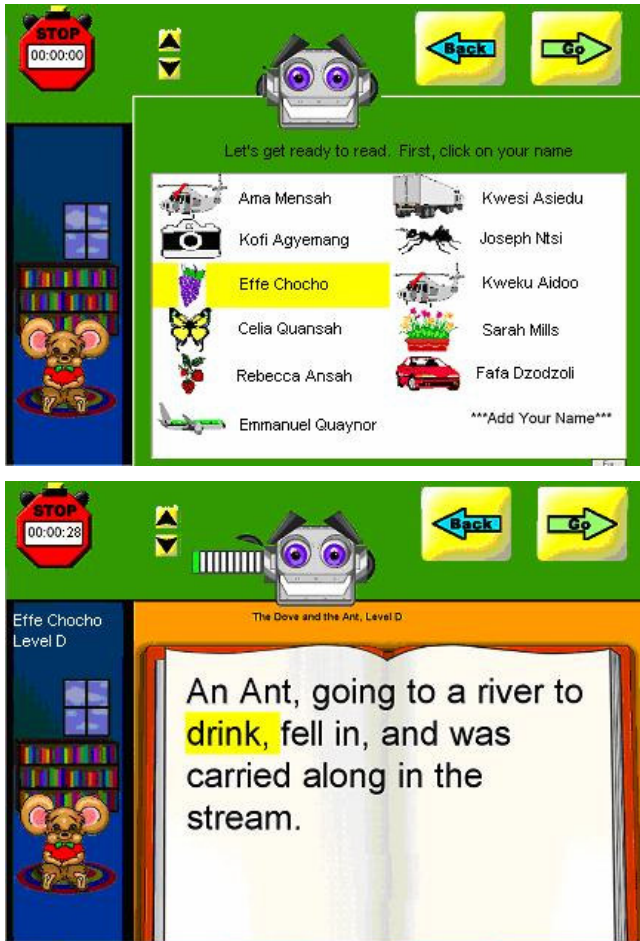 STOP
00:00:00
Back
Go
Let's get ready to read. First, click on your name
Ama Mensah
Kofi Agyemang
Effe Chocho
Celia Quansah
Rebecca Ansah
Emmanuel Quaynor
Kwesi Asiedu
Joseph Ntsi
Kweku Aidoo
Sarah Mills
Fafa Dzodzoli
***Add Your Name***
STOP
00:00:28
Back
Go
Effe Chocho
Level D
The Dove and the Ant, Level D
An Ant, going to a river to
drink, fell in, and was
carried along in the
stream.